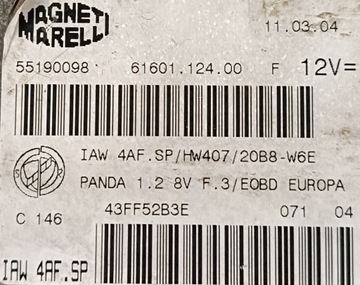 MAGNETI
MARELLI
11.03.04
55190098 61601.124.00 F 12V=
IAW 4AF.SP/HW407/20B8-W6E
PANDA 1.2 8V F.3/EOBD EUROPA
C 146 43FF52B3E 071 04
IAW 4AF.SP